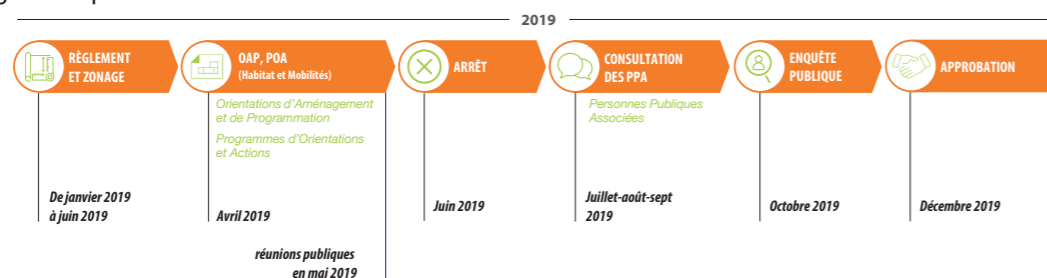 2019
RÈGLEMENT
ET ZONAGE
De janvier 2019
à juin 2019
OAP, POA
(Habitat et Mobilités)
Orientations d’Aménagement
et de Programmation
Programmes d’Orientations
et Actions
Avril 2019
réunions publiques
en mai 2019
ARRÊT
Juin 2019
CONSULTATION
DES PPA
Personnes Publiques
Associées
Juillet-août-sept
2019
ENQUÊTE
PUBLIQUE
Octobre 2019
APPROBATION
Décembre 2019